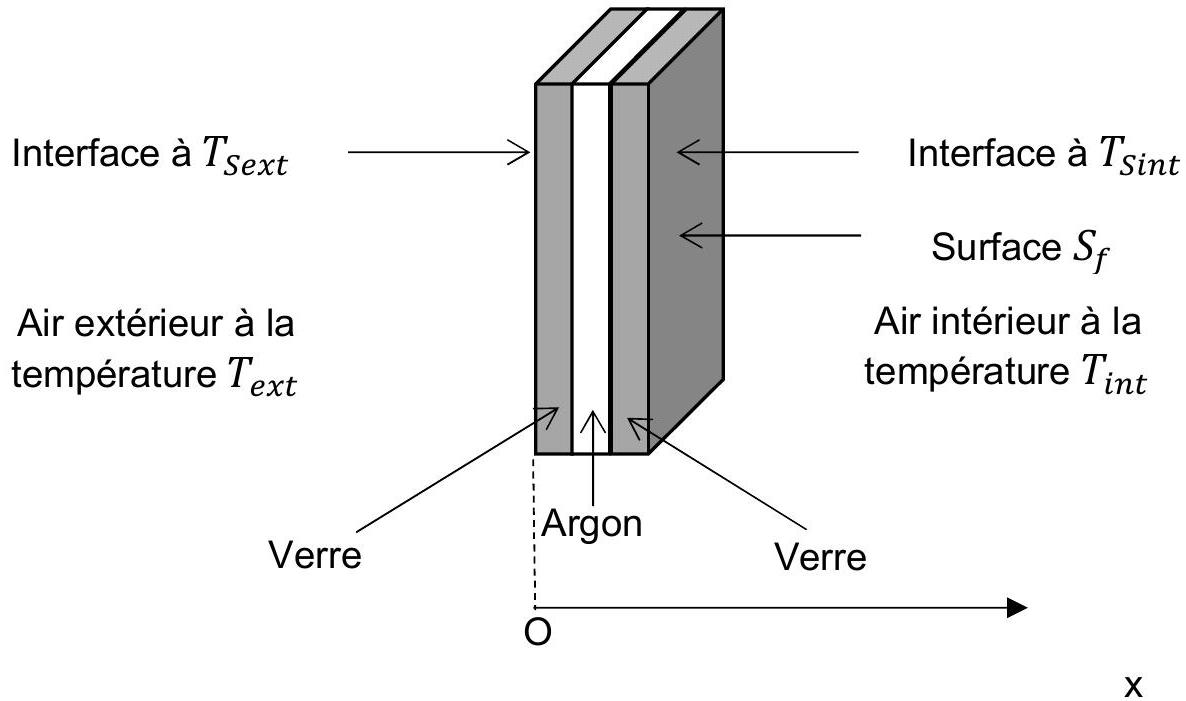 Interface à T_Sext
Interface à T_Sint
Surface S_f
Air extérieur à la
température T_ext
Air intérieur à la
température T_int
Argon
Verre
Verre
O
x